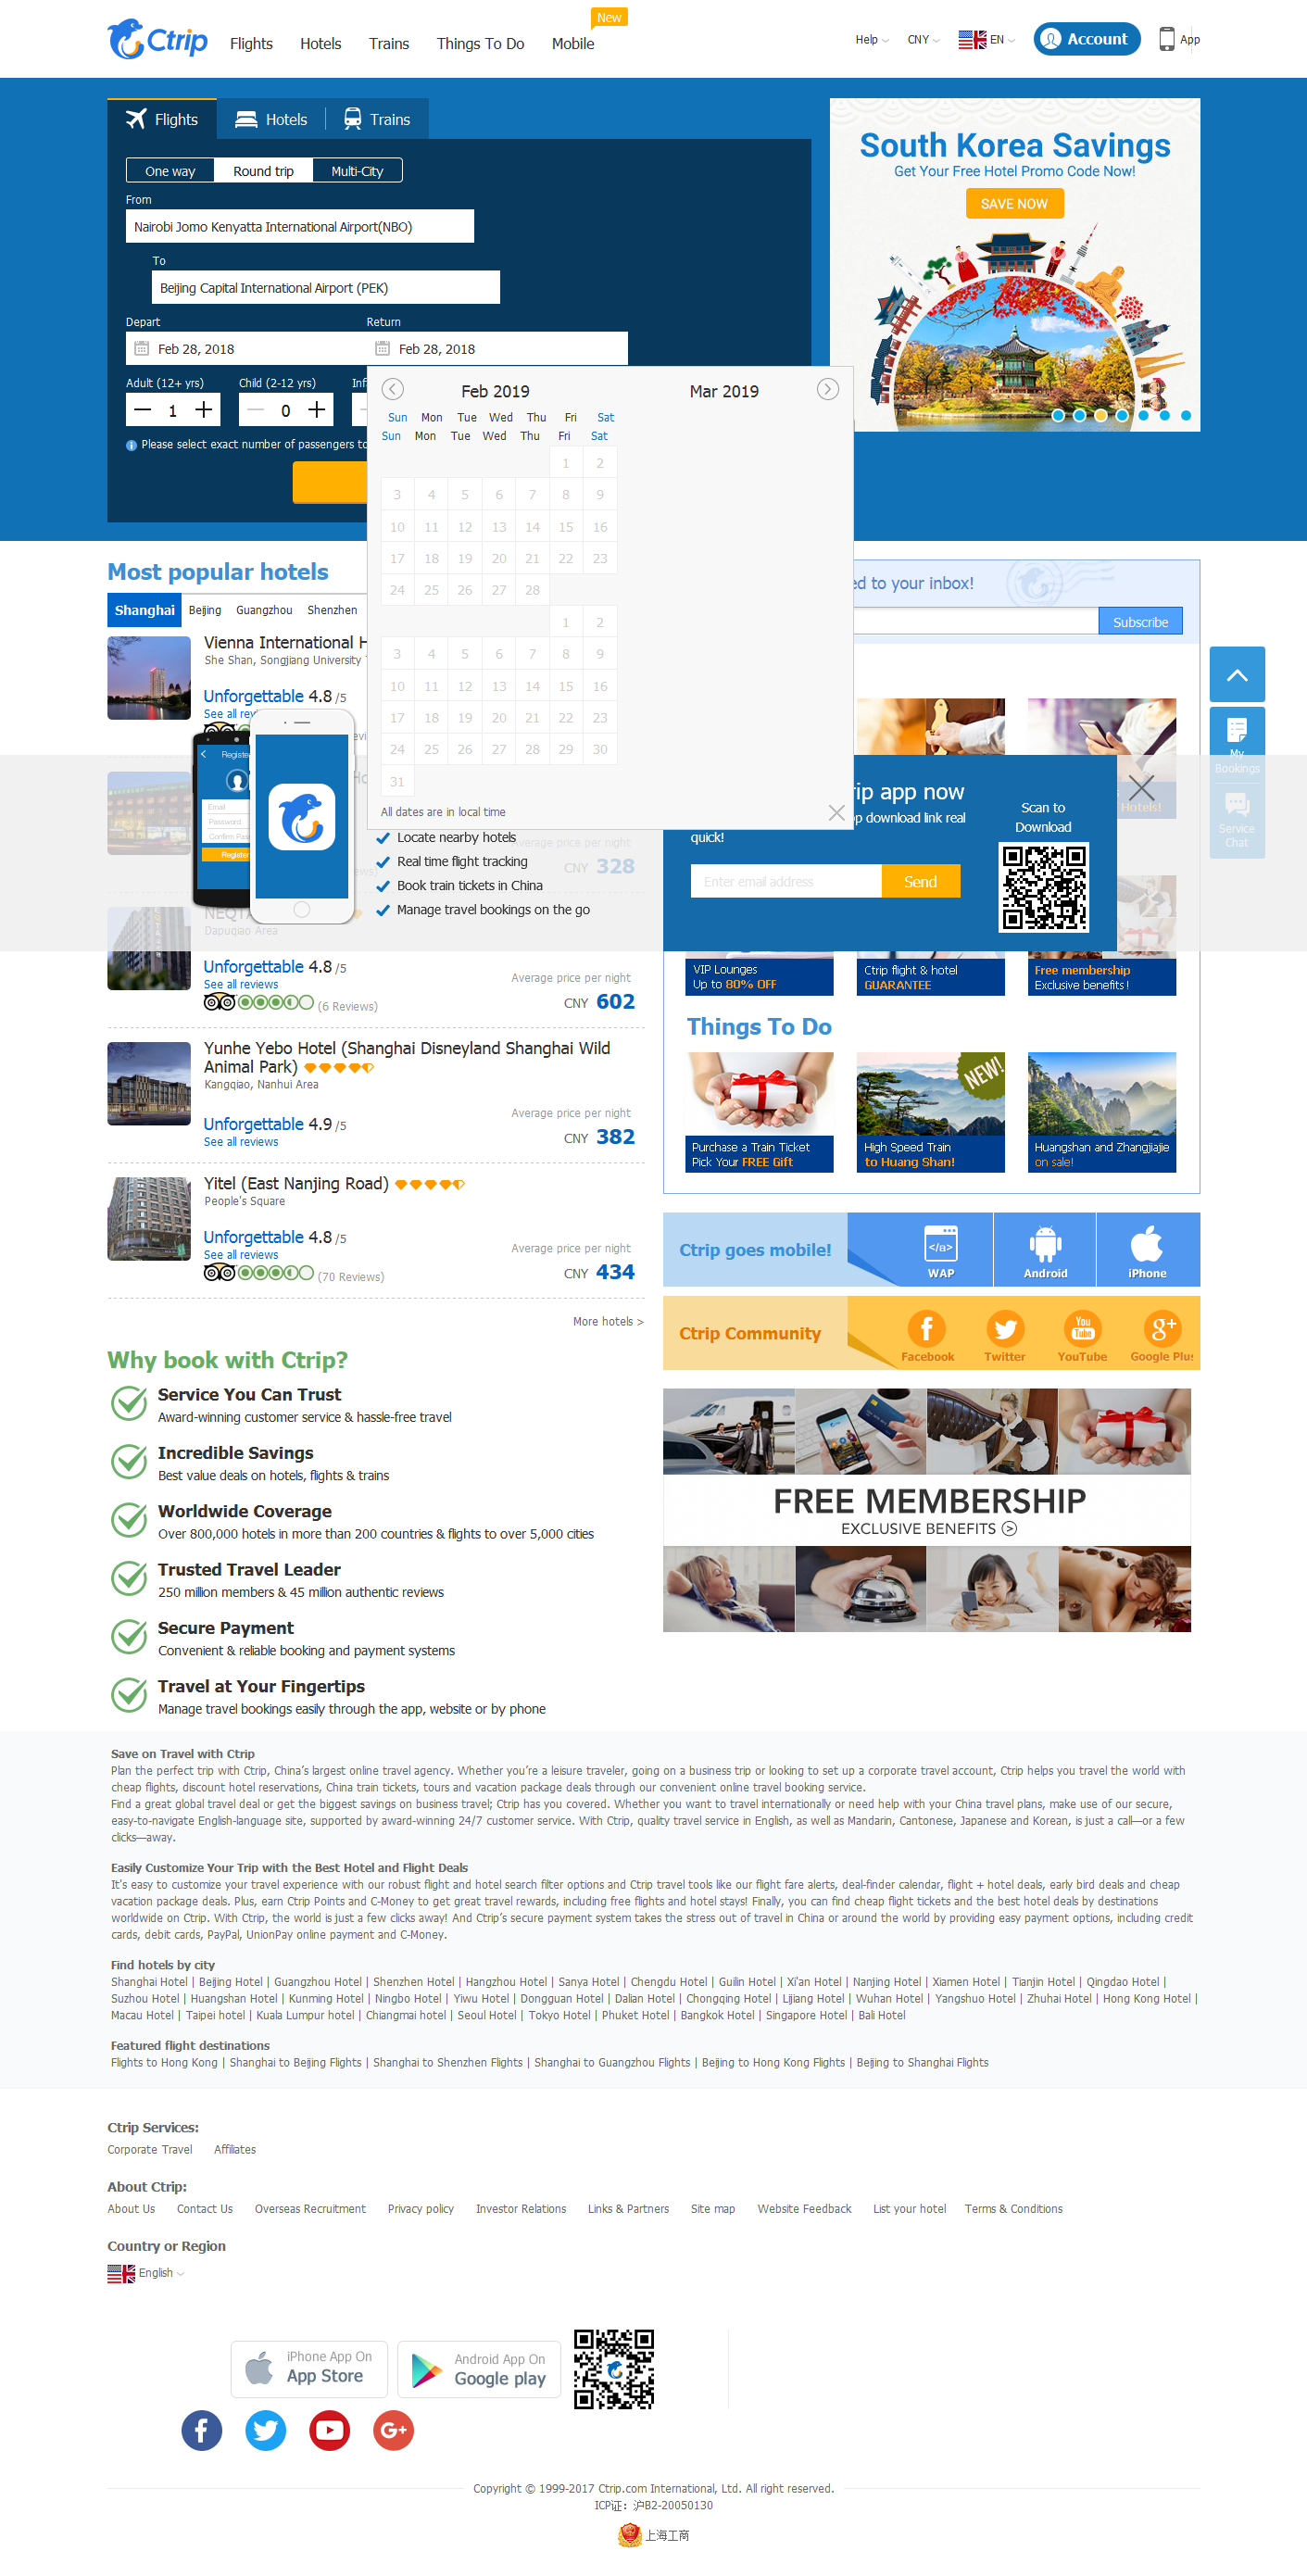 New
Ctrip
Flights
Hotels
Trains
Things To Do
Mobile
Help
CNY
EN
Account
App
Flights
Hotels
Trains
One way
Round trip
Multi-City
From
Nairobi Jomo Kenyatta International Airport(NBO)
To
Beijing Capital International Airport (PEK)
Depart
Return
Feb 28, 2018
Feb 28, 2018
Adult (12+ yrs)
Child (2-12 yrs)
1
0
Please select exact number of passengers
South Korea Savings
Get Your Free Hotel Promo Code Now!
SAVE NOW
Feb 2019
Mar 2019
Sun Mon Tue Wed Thu Fri Sat
Sun Mon Tue Wed Thu Fri Sat
1 2
3 4 5 6 7 8 9
10 11 12 13 14 15 16
17 18 19 20 21 22 23
24 25 26 27 28
1 2
3 4 5 6 7 8 9
10 11 12 13 14 15 16
17 18 19 20 21 22 23
24 25 26 27 28 29 30
31
All dates are in local time
Most popular hotels
Shanghai
Beijing
Guangzhou
Shenzhen
Vienna International
She Shan, Songjiang University
Unforgettable 4.8 /5
See all
to your inbox!
Subscribe
My
Bookings
Service
Chat
Hotels!
Register
Email
Password
Register
app now
download link real
quick!
Scan to
Download
Enter email address
Send
Locate nearby hotels
Real time flight tracking
Book train tickets in China
Manage travel bookings on the go
Average price per night
CNY 328
Dapuqiao Area
Unforgettable 4.8 /5
See all reviews
(6 Reviews)
Average price per night
CNY 602
VIP Lounges
Up to 80% OFF
Ctrip flight & hotel
GUARANTEE
Free membership
Exclusive benefits !
Yunhe Yebo Hotel (Shanghai Disneyland Shanghai Wild
Animal Park)
Kangqiao, Nanhui Area
Unforgettable 4.9 /5
See all reviews
Average price per night
CNY 382
Things To Do
NEW!
Purchase a Train Ticket
Pick Your FREE Gift
High Speed Train
to Huang Shan!
Huangshan and Zhangjiajie
on sale!
Yitel (East Nanjing Road)
People's Square
Unforgettable 4.8 /5
See all reviews
(70 Reviews)
Average price per night
CNY 434
More hotels >
Ctrip goes mobile!
WAP
Android
iPhone
Ctrip Community
Facebook
Twitter
YouTube
Google Plus
Why book with Ctrip?
Service You Can Trust
Award-winning customer service & hassle-free travel
Incredible Savings
Best value deals on hotels, flights & trains
Worldwide Coverage
Over 800,000 hotels in more than 200 countries & flights to over 5,000 cities
Trusted Travel Leader
250 million members & 45 million authentic reviews
Secure Payment
Convenient & reliable booking and payment systems
Travel at Your Fingertips
Manage travel bookings easily through the app, website or by phone
FREE MEMBERSHIP
EXCLUSIVE BENEFITS
Save on Travel with Ctrip
Plan the perfect trip with Ctrip, China's largest online travel agency. Whether you're a leisure traveler, going on a business trip or looking to set up a corporate travel account, Ctrip helps you travel the world with
cheap flights, discount hotel reservations, China train tickets, tours and vacation package deals through our convenient online travel booking service.
Find a great global travel deal or get the biggest savings on business travel; Ctrip has you covered. Whether you want to travel internationally or need help with your China travel plans, make use of our secure,
easy-to-navigate English-language site, supported by award-winning 24/7 customer service. With Ctrip, quality travel service in English, as well as Mandarin, Cantonese, Japanese and Korean, is just a call—or a few
clicks—away.
Easily Customize Your Trip with the Best Hotel and Flight Deals
It's easy to customize your travel experience with our robust flight and hotel search filter options and Ctrip travel tools like our flight fare alerts, deal-finder calendar, flight + hotel deals, early bird deals and cheap
vacation package deals. Plus, earn Ctrip Points and C-Money to get great travel rewards, including free flights and hotel stays! Finally, you can find cheap flight tickets and the best hotel deals by destinations
worldwide on Ctrip. With Ctrip, the world is just a few clicks away! And Ctrip's secure payment system takes the stress out of travel in China or around the world by providing easy payment options, including credit
cards, debit cards, PayPal, UnionPay online payment and C-Money.
Find hotels by city
Shanghai Hotel | Beijing Hotel | Guangzhou Hotel | Shenzhen Hotel | Hangzhou Hotel | Sanya Hotel | Chengdu Hotel | Guilin Hotel | Xi'an Hotel | Nanjing Hotel | Xiamen Hotel | Tianjin Hotel | Qingdao Hotel |
Suzhou Hotel | Huangshan Hotel | Kunming Hotel | Ningbo Hotel | Yiwu Hotel | Dongguan Hotel | Dalian Hotel | Chongqing Hotel | Lijiang Hotel | Wuhan Hotel | Yangshuo Hotel | Zhuhai Hotel | Hong Kong Hotel |
Macau Hotel | Taipei hotel | Kuala Lumpur hotel | Chiangmai hotel | Seoul Hotel | Tokyo Hotel | Phuket Hotel | Bangkok Hotel | Singapore Hotel | Bali Hotel
Featured flight destinations
Flights to Hong Kong | Shanghai to Beijing Flights | Shanghai to Shenzhen Flights | Shanghai to Guangzhou Flights | Beijing to Hong Kong Flights | Beijing to Shanghai Flights
Ctrip Services:
Corporate Travel
Affiliates
About Ctrip:
About Us
Contact Us
Overseas Recruitment
Privacy policy
Investor Relations
Links & Partners
Site map
Website Feedback
List your hotel
Terms & Conditions
Country or Region
English
iPhone App On
App Store
Android App On
Google play
Copyright © 1999-2017 Ctrip.com International, Ltd. All right reserved.
ICP证：沪B2-20050130
上海工商